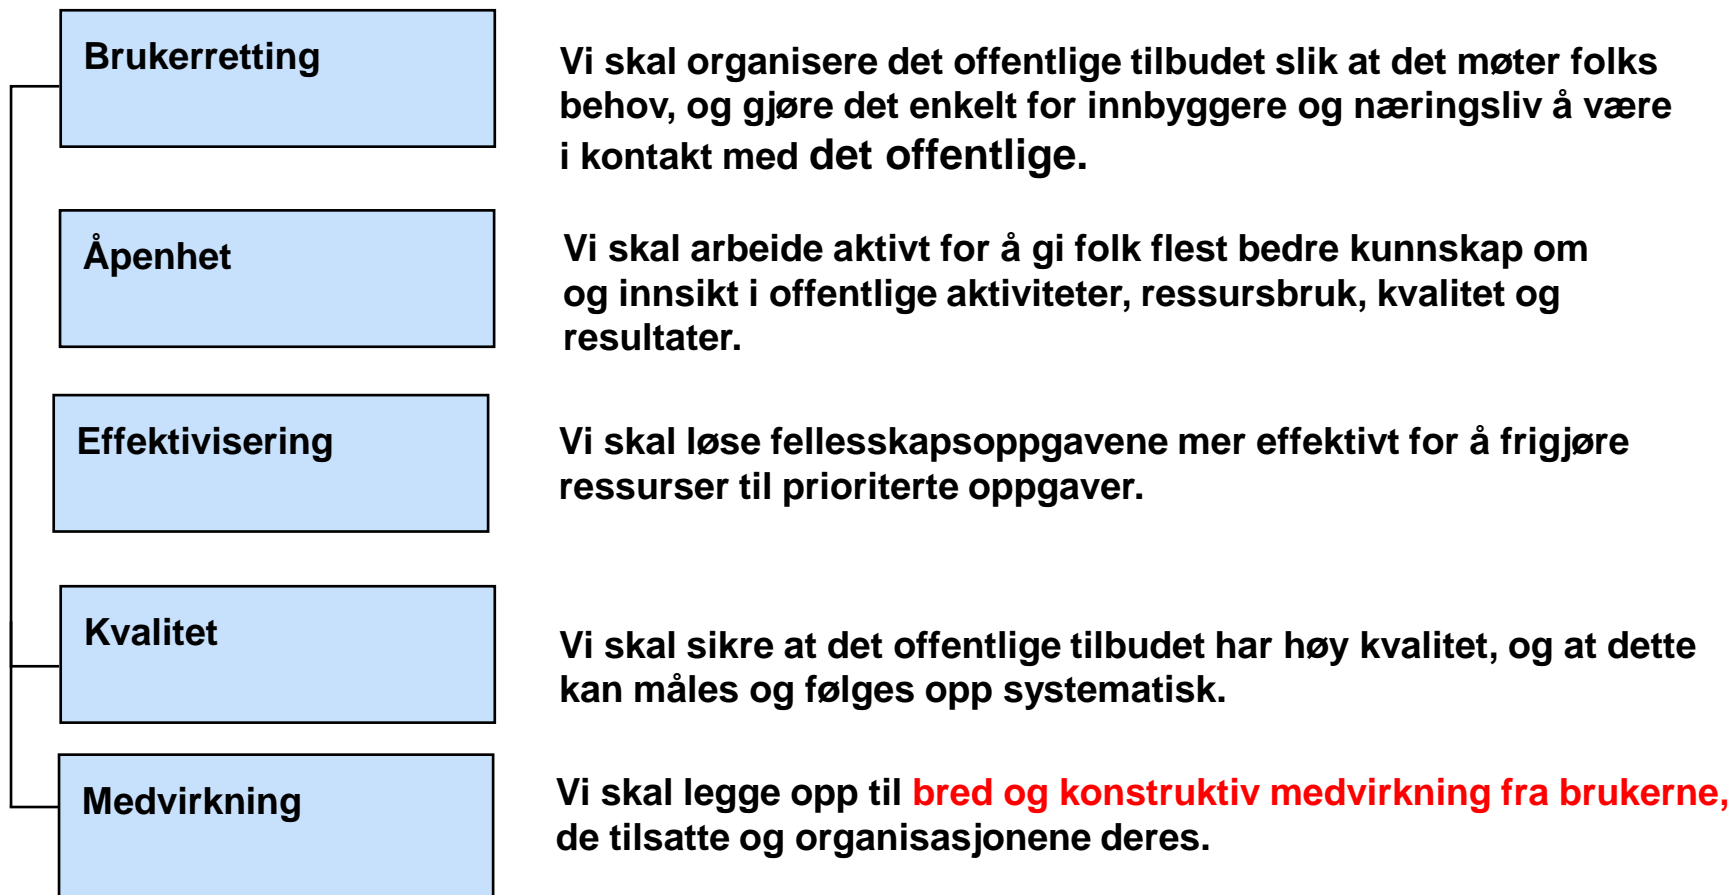 Brukerretting
Vi skal organisere det offentlige tilbudet slik at det møter folks
behov, og gjøre det enkelt for innbyggere og næringsliv å være
i kontakt med det offentlige.
Åpenhet
Vi skal arbeide aktivt for å gi folk flest bedre kunnskap om
og innsikt i offentlige aktiviteter, ressursbruk, kvalitet og
resultater.
Effektivisering
Vi skal løse fellesskapsoppgavene mer effektivt for å frigjøre
ressurser til prioriterte oppgaver.
Kvalitet
Vi skal sikre at det offentlige tilbudet har høy kvalitet, og at dette
kan måles og følges opp systematisk.
Medvirkning
Vi skal legge opp til bred og konstruktiv medvirkning fra brukerne,
de tilsatte og organisasjonene deres.